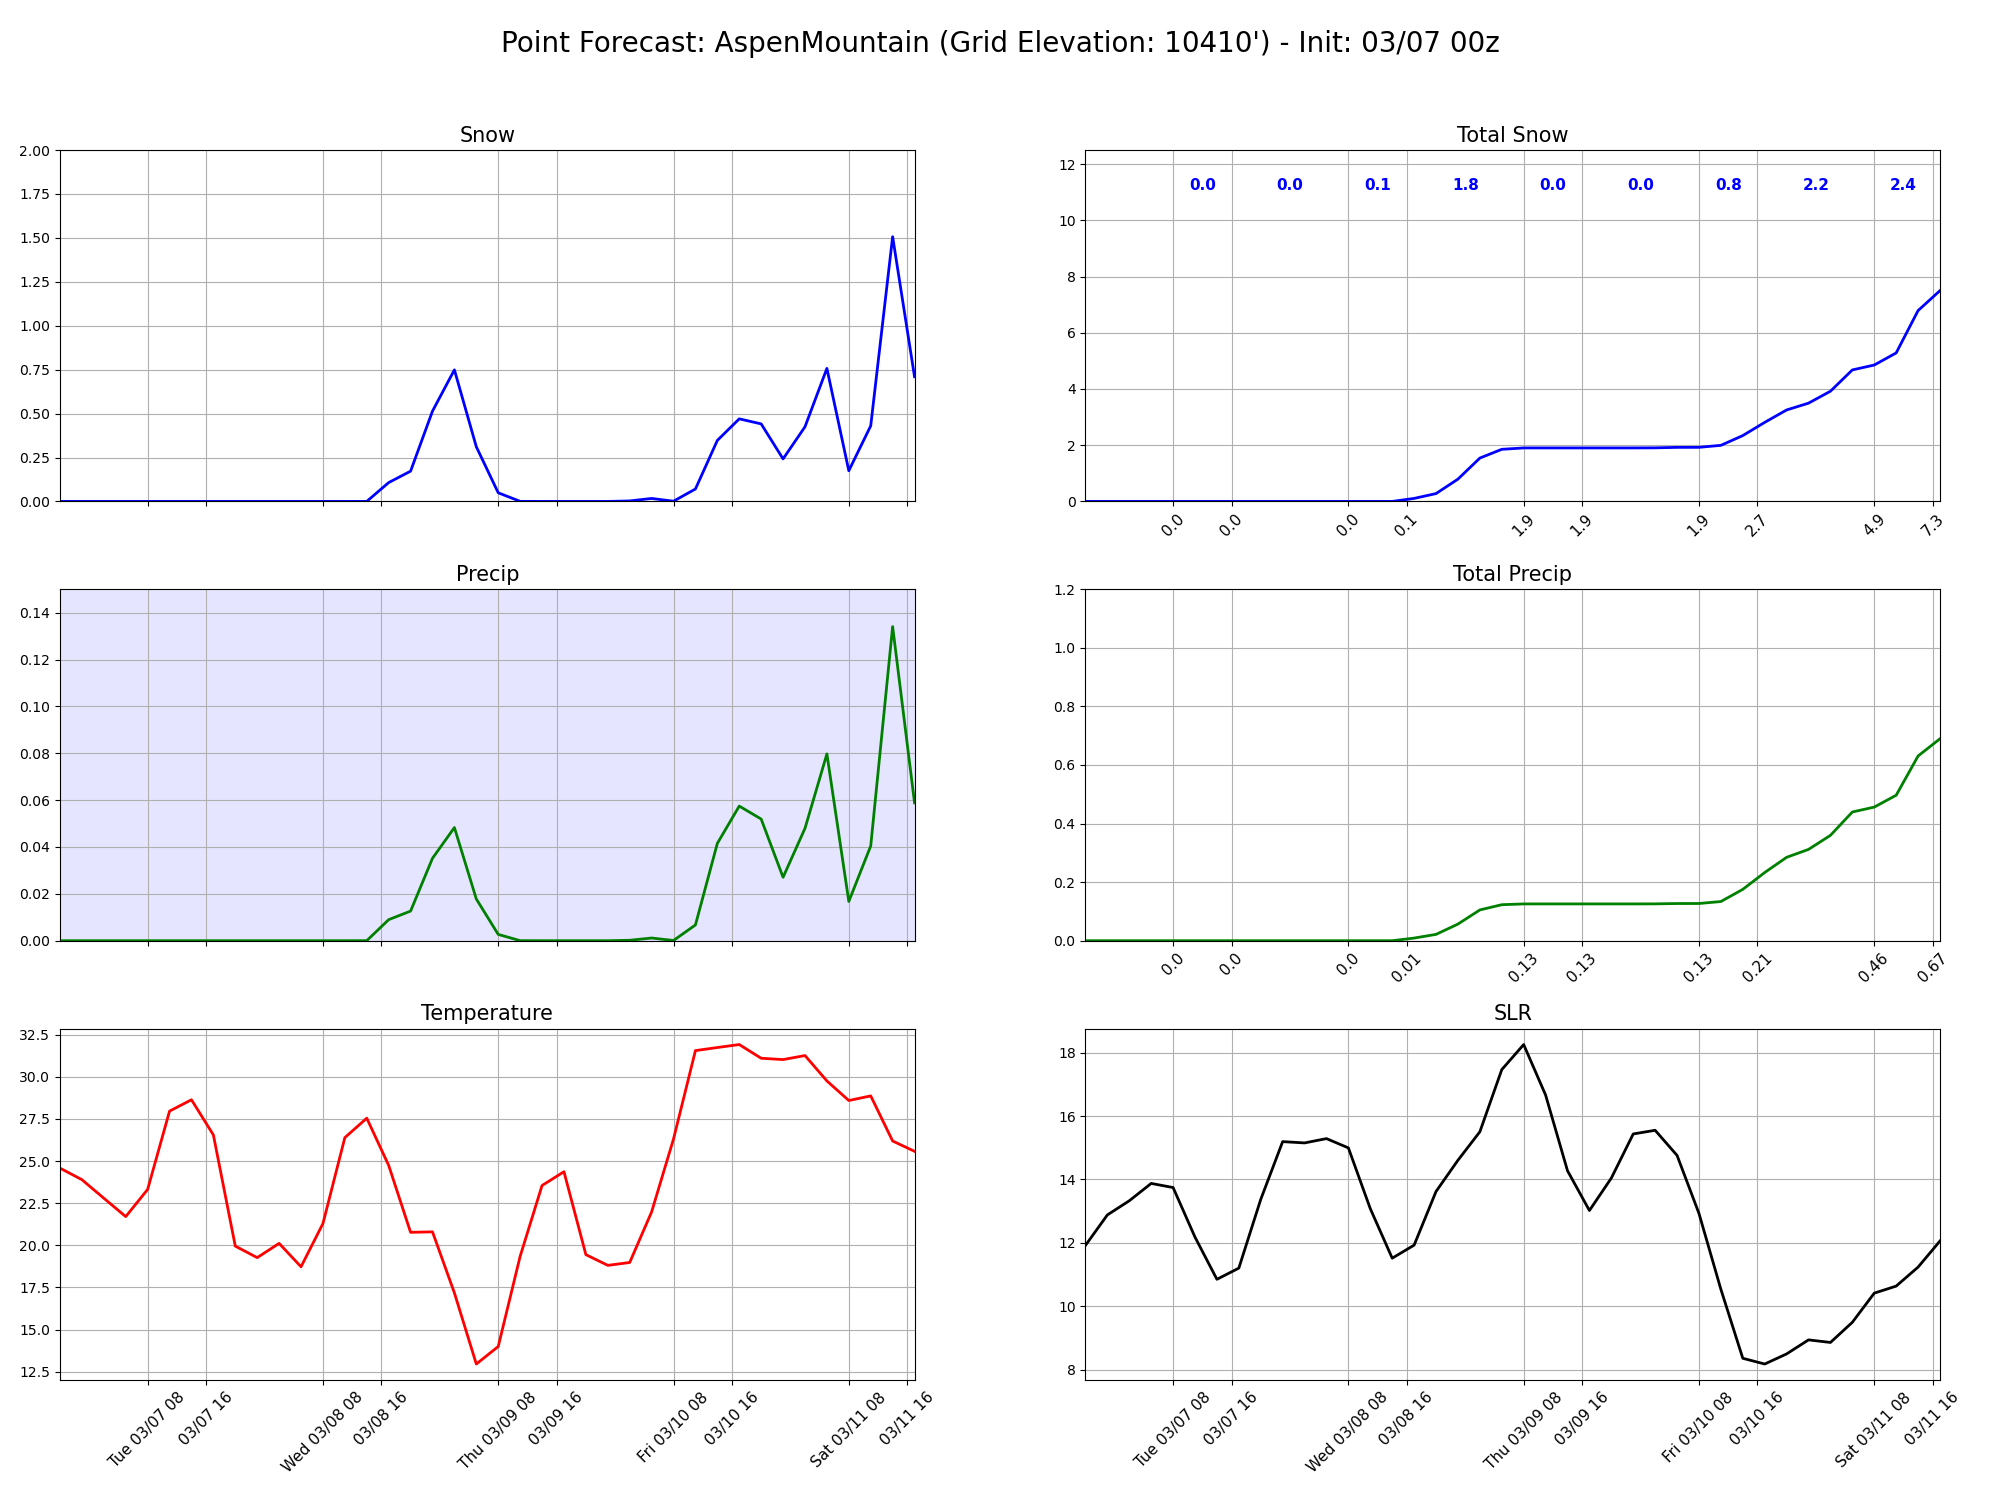 Point Forecast: AspenMountain (Grid Elevation: 10410') - Init: 03/07 00z
Snow
2.00
1.75
1.50
1.25
1.00
0.75
0.50
0.25
0.00
Total Snow
12
10
8
6
4
2
0
0.0 0.0 0.1 1.8 0.0 0.0 0.8 2.2 2.4
0.0 0.0 0.0 0.1 1.9 1.9 1.9 2.7 4.9 7.3
Precip
0.14
0.12
0.10
0.08
0.06
0.04
0.02
0.00
Total Precip
1.2
1.0
0.8
0.6
0.4
0.2
0.0
0.0 0.0 0.0 0.01 0.13 0.13 0.13 0.21 0.46 0.67
Temperature
32.5
30.0
27.5
25.0
22.5
20.0
17.5
15.0
12.5
Tue 03/07 08
03/07 16
Wed 03/08 08
03/08 16
Thu 03/09 08
03/09 16
Fri 03/10 08
03/10 16
Sat 03/11 08
03/11 16
SLR
18
16
14
12
10
8
Tue 03/07 08
03/07 16
Wed 03/08 08
03/08 16
Thu 03/09 08
03/09 16
Fri 03/10 08
03/10 16
Sat 03/11 08
03/11 16